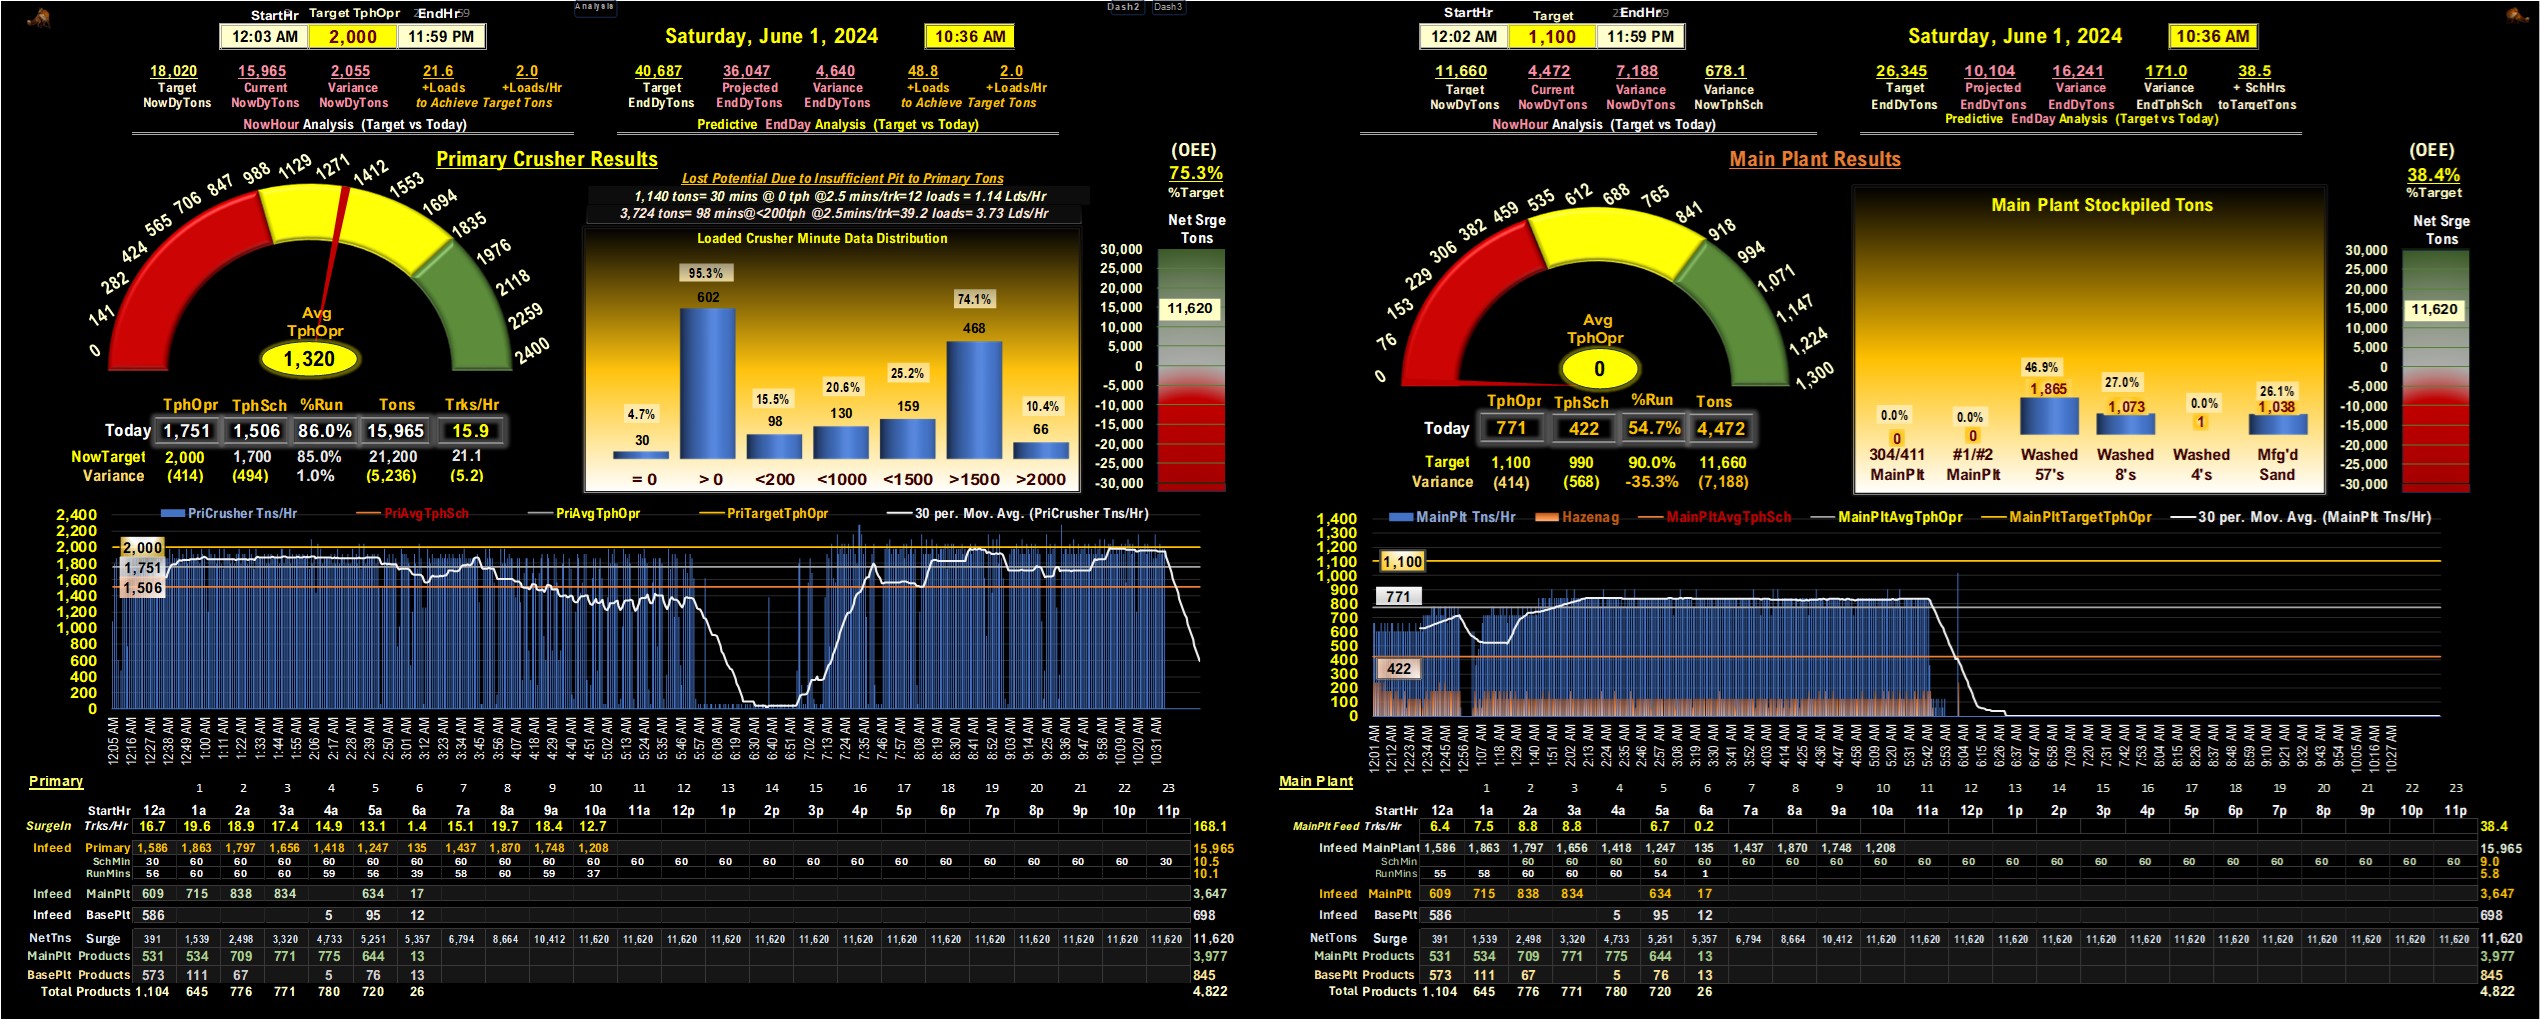 Analysis
Dash2 Dash3
StartHr Target TphOpr EndHr
12:03 AM 2,000 11:59 PM
Saturday, June 1, 2024 10:36 AM
18,020 15,965 2,055 21.6 2.0
Target Current Variance +Loads +Loads/Hr
NowDyTons NowDyTons NowDyTons to Achieve Target Tons
NowHour Analysis (Target vs Today)
40,687 36,047 4,640 48.8 2.0
Target Projected Variance +Loads +Loads/Hr
EndDyTons EndDyTons EndDyTons to Achieve Target Tons
Predictive EndDay Analysis (Target vs Today)
Primary Crusher Results
0 141 282 424 565 706 847 988 1129 1271 1412 1553 1694 1835 1976 2118 2259 2400
Avg
TphOpr
1,320
TphOpr TphSch %Run Tons Trks/Hr
Today 1,751 1,506 86.0% 15,965 15.9
NowTarget 2,000 1,700 85.0% 21,200 21.1
Variance (414) (494) 1.0% (5,236) (5.2)
Lost Potential Due to Insufficient Pit to Primary Tons
1,140 tons= 30 mins @ 0 tph @2.5 mins/trk=12 loads = 1.14 Lds/Hr
3,724 tons= 98 mins@<200tph @2.5mins/trk=39.2 loads= 3.73 Lds/Hr
Loaded Crusher Minute Data Distribution
4.7% 95.3% 15.5% 20.6% 25.2% 74.1% 10.4%
30 602 98 130 159 468 66
= 0 > 0 <200 <1000 <1500 >1500 >2000
(OEE)
75.3%
%Target
Net Srge
Tons
30,000
25,000
20,000
15,000
11,620
10,000
5,000
0
-5,000
-10,000
-15,000
-20,000
-25,000
-30,000
PriCrusher Tns/Hr PriAvgTphSch PriAvgTphOpr PriTargetTphOpr 30 per. Mov. Avg. (PriCrusher Tns/Hr)
2,400
2,200
2,000 2,000
1,800 1,751
1,600 1,506
1,400
1,200
1,000
800
600
400
200
0
12:05 AM 12:16 AM 12:27 AM 12:38 AM 12:49 AM 1:00 AM 1:11 AM 1:22 AM 1:33 AM 1:44 AM 1:55 AM 2:06 AM 2:17 AM 2:28 AM 2:39 AM 2:50 AM 3:01 AM 3:12 AM 3:23 AM 3:34 AM 3:45 AM 3:56 AM 4:07 AM 4:18 AM 4:29 AM 4:40 AM 4:51 AM 5:02 AM 5:13 AM 5:24 AM 5:35 AM 5:46 AM 5:57 AM 6:08 AM 6:19 AM 6:30 AM 6:40 AM 6:51 AM 7:02 AM 7:13 AM 7:24 AM 7:35 AM 7:46 AM 7:57 AM 8:08 AM 8:19 AM 8:30 AM 8:41 AM 8:52 AM 9:03 AM 9:14 AM 9:25 AM 9:36 AM 9:47 AM 9:58 AM 10:09 AM 10:20 AM 10:31 AM
Primary 1 2 3 4 5 6 7 8 9 10 11 12 13 14 15 16 17 18 19 20 21 22 23
StartHr 12a 1a 2a 3a 4a 5a 6a 7a 8a 9a 10a 11a 12p 1p 2p 3p 4p 5p 6p 7p 8p 9p 10p 11p
SurgeIn Trks/Hr 16.7 19.6 18.9 17.4 14.9 13.1 1.4 15.1 19.7 18.4 12.7 168.1
Infeed Primary 1,586 1,863 1,797 1,656 1,418 1,247 135 1,437 1,870 1,748 1,208 15,965
SchMin 30 60 60 60 60 60 60 60 60 60 60 60 60 60 60 60 60 60 60 60 60 60 60 30 10.5
RunMins 56 60 60 60 59 56 39 58 60 59 37 10.1
Infeed MainPlt 609 715 838 834 634 17 3,647
Infeed BasePlt 586 5 95 12 698
NetTns Surge 391 1,539 2,498 3,320 4,733 5,251 5,357 6,794 8,664 10,412 11,620 11,620 11,620 11,620 11,620 11,620 11,620 11,620 11,620 11,620 11,620 11,620 11,620 11,620 11,620
MainPlt Products 531 534 709 771 775 644 13 3,977
BasePlt Products 573 111 67 5 76 13 845
Total Products 1,104 645 776 771 780 720 26 4,822
StartHr Target EndHr
12:02 AM 1,100 11:59 PM
Saturday, June 1, 2024 10:36 AM
11,660 4,472 7,188 678.1
Target Current Variance Variance
NowDyTons NowDyTons NowDyTons NowTphSch
NowHour Analysis (Target vs Today)
26,345 10,104 16,241 171.0 38.5
Target Projected Variance Variance + SchHrs
EndDyTons EndDyTons EndDyTons EndTphSch toTargetTons
Predictive EndDay Analysis (Target vs Today)
Main Plant Results
0 76 153 229 306 382 459 535 612 688 765 841 918 994 1,071 1,147 1,224 1,300
Avg
TphOpr
0
TphOpr TphSch %Run Tons
Today 771 422 54.7% 4,472
Target 1,100 990 90.0% 11,660
Variance (414) (568) -35.3% (7,188)
Main Plant Stockpiled Tons
0.0% 0.0% 46.9% 27.0% 0.0% 26.1%
0 0 1,865 1,073 1 1,038
304/411 #1/#2 Washed Washed Washed Mfg'd
MainPlt MainPlt 57's 8's 4's Sand
(OEE)
38.4%
%Target
Net Srge
Tons
30,000
25,000
20,000
15,000
11,620
10,000
5,000
0
-5,000
-10,000
-15,000
-20,000
-25,000
-30,000
MainPlt Tns/Hr Hazenag MainPltAvgTphSch MainPltAvgTphOpr MainPltTargetTphOpr 30 per. Mov. Avg. (MainPlt Tns/Hr)
1,400
1,300
1,200
1,100
1,000
900
800 771
700
600
500
400 422
300
200
100
0
12:01 AM 12:12 AM 12:23 AM 12:34 AM 12:45 AM 12:56 AM 1:07 AM 1:18 AM 1:29 AM 1:40 AM 1:51 AM 2:02 AM 2:13 AM 2:24 AM 2:35 AM 2:46 AM 2:57 AM 3:08 AM 3:19 AM 3:30 AM 3:41 AM 3:52 AM 4:03 AM 4:14 AM 4:25 AM 4:36 AM 4:47 AM 4:58 AM 5:09 AM 5:20 AM 5:31 AM 5:42 AM 5:53 AM 6:04 AM 6:15 AM 6:26 AM 6:37 AM 6:47 AM 6:58 AM 7:09 AM 7:20 AM 7:31 AM 7:42 AM 7:53 AM 8:04 AM 8:15 AM 8:26 AM 8:37 AM 8:48 AM 8:59 AM 9:10 AM 9:21 AM 9:32 AM 9:43 AM 9:54 AM 10:05 AM 10:16 AM 10:27 AM
Main Plant 1 2 3 4 5 6 7 8 9 10 11 12 13 14 15 16 17 18 19 20 21 22 23
StartHr 12a 1a 2a 3a 4a 5a 6a 7a 8a 9a 10a 11a 12p 1p 2p 3p 4p 5p 6p 7p 8p 9p 10p 11p
MainPlt Feed Trks/Hr 6.4 7.5 8.8 8.8 6.7 0.2 38.4
Infeed MainPlant 1,586 1,863 1,797 1,656 1,418 1,247 135 1,437 1,870 1,748 1,208 15,965
SchMin 60 60 60 60 60 60 60 60 60 60 60 60 60 60 60 60 60 60 60 60 60 60 9.0
RunMins 55 58 60 60 60 54 1 5.8
Infeed MainPlt 609 715 838 834 634 17 3,647
Infeed BasePlt 586 5 95 12 698
NetTons Surge 391 1,539 2,498 3,320 4,733 5,251 5,357 6,794 8,664 10,412 11,620 11,620 11,620 11,620 11,620 11,620 11,620 11,620 11,620 11,620 11,620 11,620 11,620 11,620 11,620
MainPlt Products 531 534 709 771 775 644 13 3,977
BasePlt Products 573 111 67 5 76 13 845
Total Products 1,104 645 776 771 780 720 26 4,822